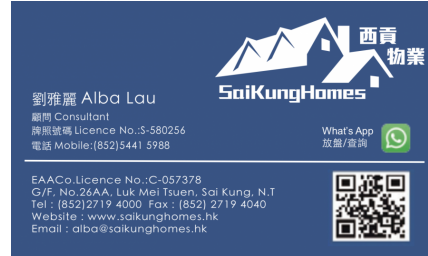 西貢
物業
SaiKungHomes
劉雅麗 Alba Lau
顧問 Consultant
牌照號碼 Licence No.:S-580256
電話 Mobile:(852)5441 5988
What's App
放盤/查詢
EAACo.Licence No.:C-057378
G/F, No.26AA, Luk Mei Tsuen, Sai Kung, N.T
Tel : (852)2719 4000 Fax : (852) 2719 4040
Website : www.saikunghomes.hk
Email : alba@saikunghomes.hk